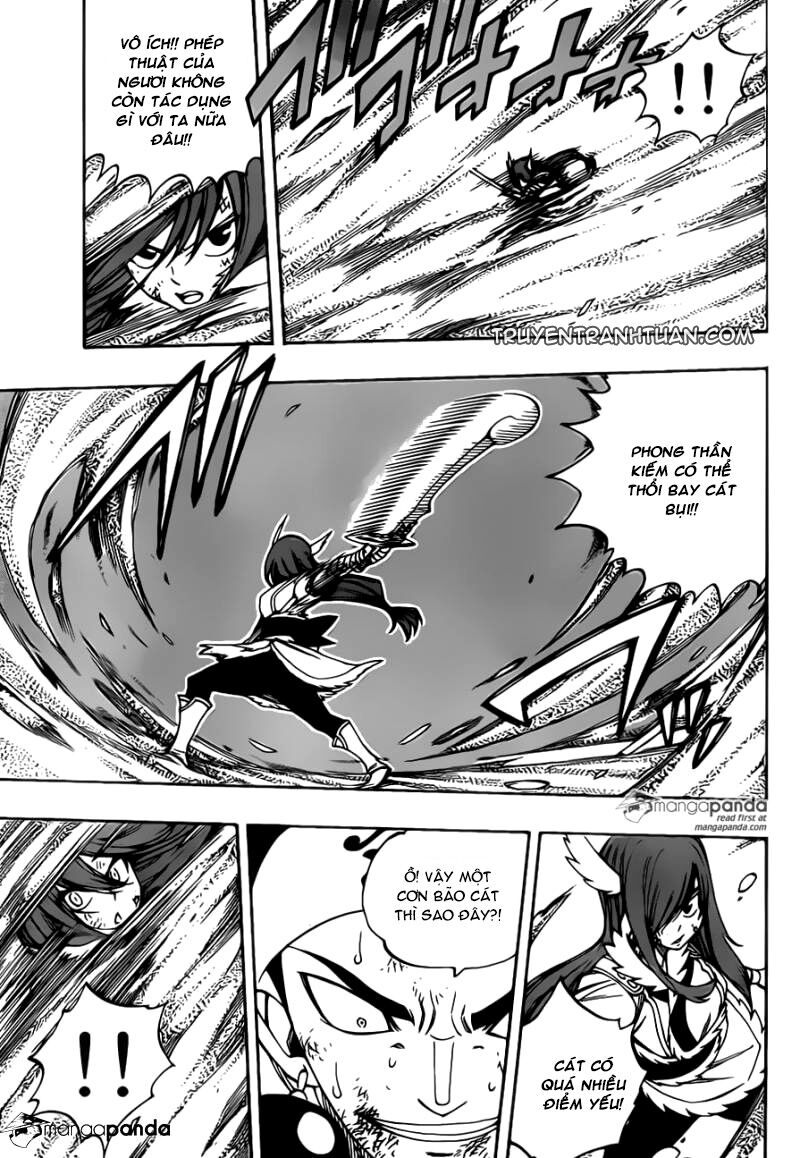 !!
VÔ ÍCH!! PHÉP
THUẬT CỦA
NGƯƠI KHÔNG
CÒN TÁC DỤNG
GÌ VỚI TA NỮA
ĐÂU!!
TRUYENTRANHTUAN.COM
PHONG THẦN
KIẾM CÓ THỂ
THỔI BAY CÁT
BỤI!!
mangapanda
read first at
mangapanda.com
CÁT CÓ
QUÁ NHIỀU
ĐIỂM YẾU!
Ồ! VẬY MỘT
CƠN BÃO CÁT
THÌ SAO ĐÂY?!
!!
mangapanda